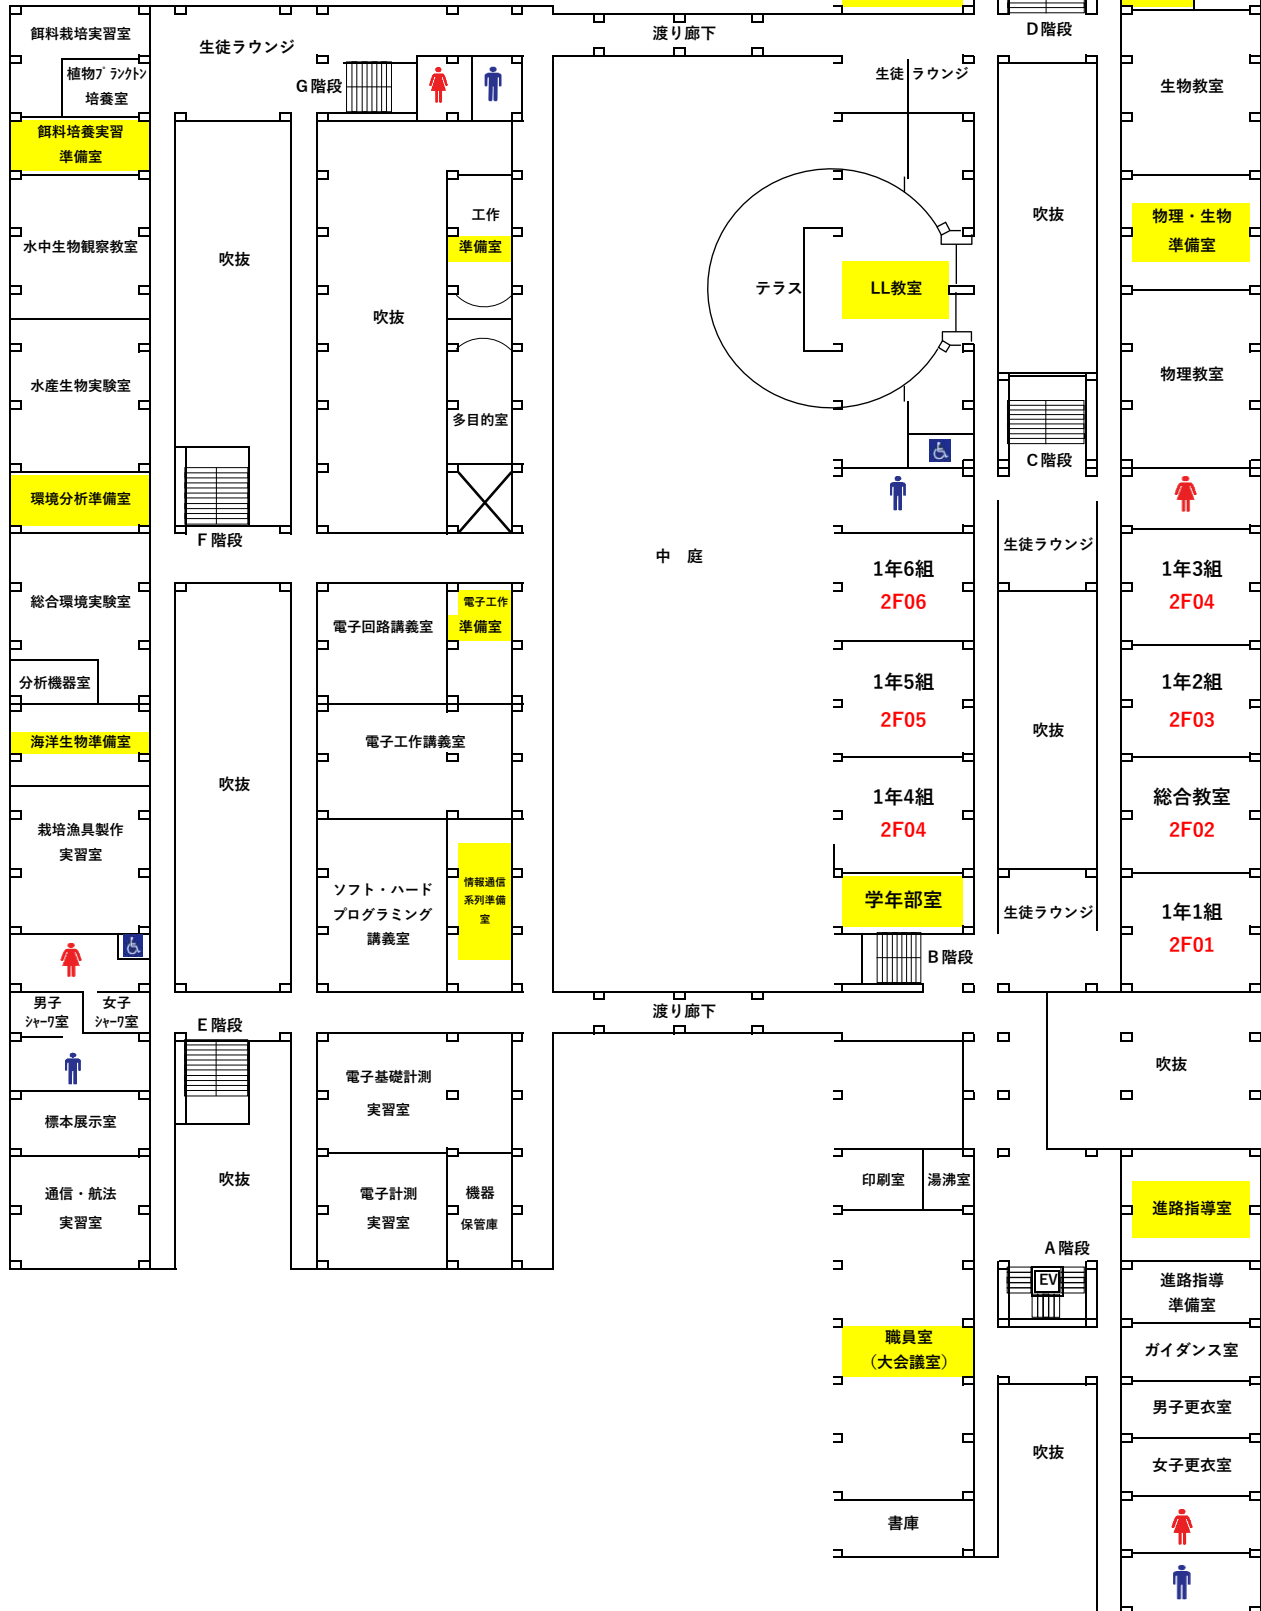 餌料栽培実習室
植物プランクトン
培養室
生徒ラウンジ
G階段
渡り廊下
生徒 ラウンジ
D階段
生物教室
餌料培養実習
準備室
水中生物観察教室
吹抜
吹抜
工作
準備室
テラス
LL教室
吹抜
物理・生物
準備室
水産生物実験室
多目的室
物理教室
C階段
環境分析準備室
F階段
中 庭
生徒ラウンジ
1年6組
2F06
1年3組
2F04
総合環境実験室
分析機器室
電子回路講義室
電子工作
準備室
1年5組
2F05
1年2組
2F03
海洋生物準備室
電子工作講義室
吹抜
吹抜
1年4組
2F04
総合教室
2F02
栽培漁具製作
実習室
ソフト・ハード
プログラミング
講義室
情報通信
系列準備
室
学年部室
生徒ラウンジ
1年1組
2F01
B階段
男子
シャーワ室
女子
シャーワ室
E階段
渡り廊下
吹抜
電子基礎計測
実習室
標本展示室
通信・航法
実習室
吹抜
電子計測
実習室
機器
保管庫
印刷室
湯沸室
進路指導室
A階段
EV
進路指導
準備室
職員室
（大会議室）
ガイダンス室
男子更衣室
吹抜
女子更衣室
書庫